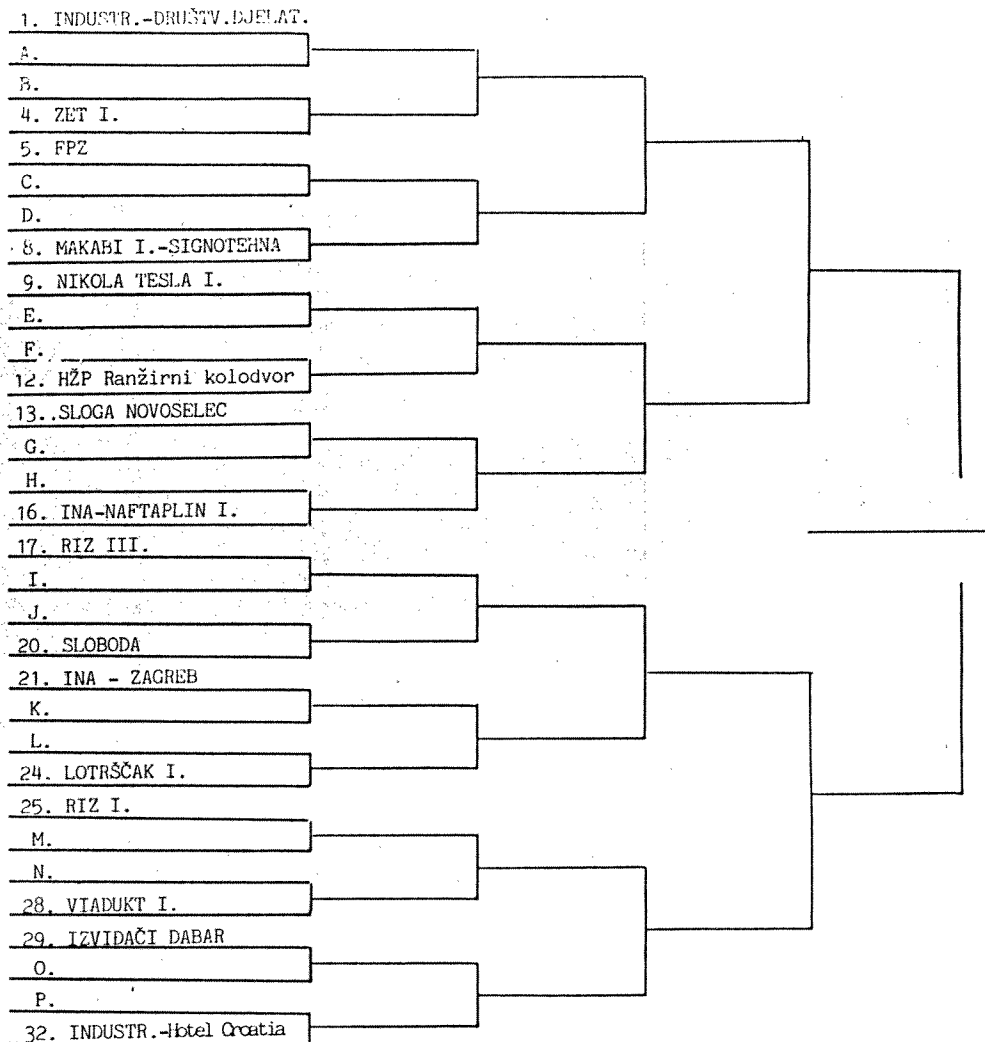 1. INDUSTR.-DRUŠTV.DJELAT.
A.
B.
4. ZET I.
5. FPZ
C.
D.
8. MAKABI I.-SIGNOTEHNA
9. NIKOLA TESLA I.
E.
F.
12. HŽP Ranžirni kolodvor
13..SLOGA NOVOSELEC
G.
H.
16. INA-NAFTAPLIN I.
17. RIZ III.
I.
J.
20. SLOBODA
21. INA - ZAGREB
K.
L.
24. LOTRŠČAK I.
25. RIZ I.
M.
N.
28. VIADUKT I.
29. IZVIĐAČI DABAR
O.
P.
32. INDUSTR.-Hotel Croatia